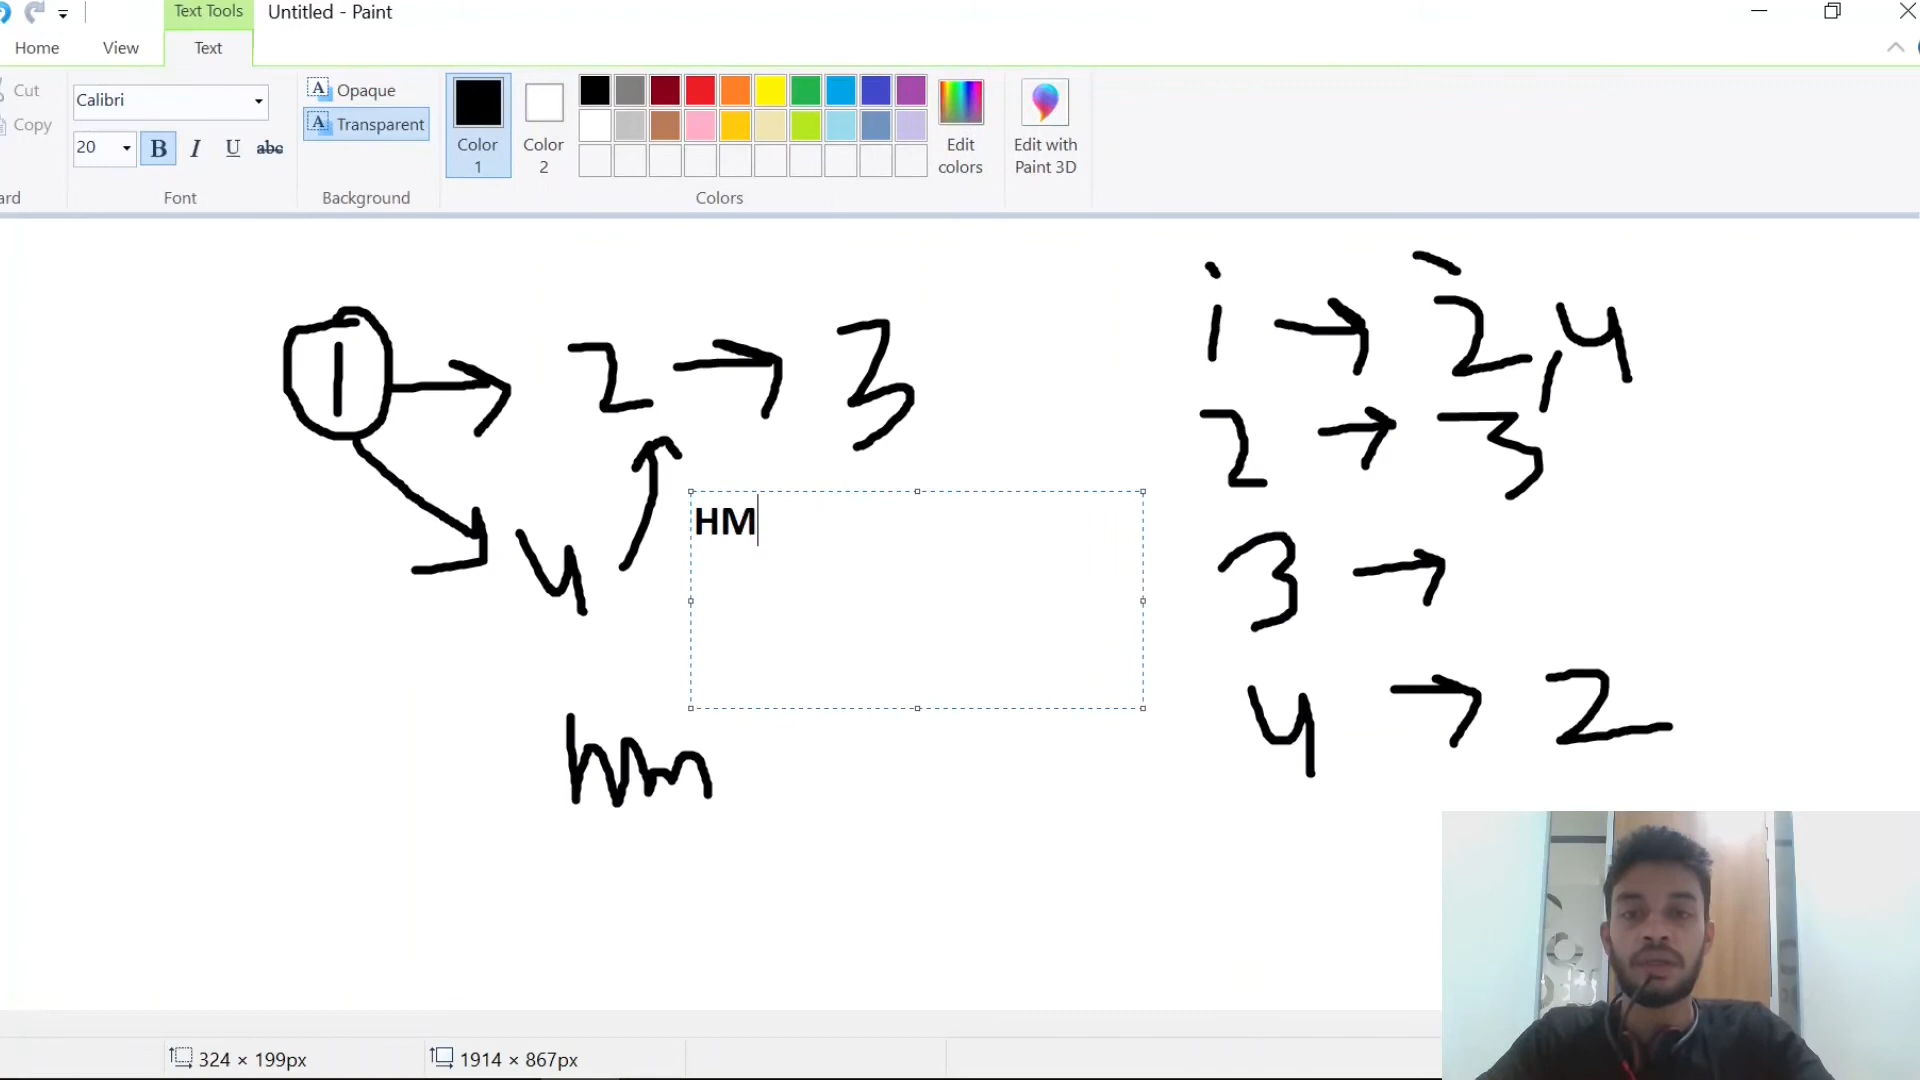 Text Tools
Untitled - Paint
Home
View
Text
Cut
Copy
Calibri
20
B
I
U
abc
A
Opaque
A
Transparent
Color
1
Color
2
Edit
colors
Edit with
Paint 3D
ard
Font
Background
Colors
1 → 2 → 3
4
HM
hm
1 → 2,4
2 → 3
3 →
4 → 2
324 × 199px
1914 × 867px